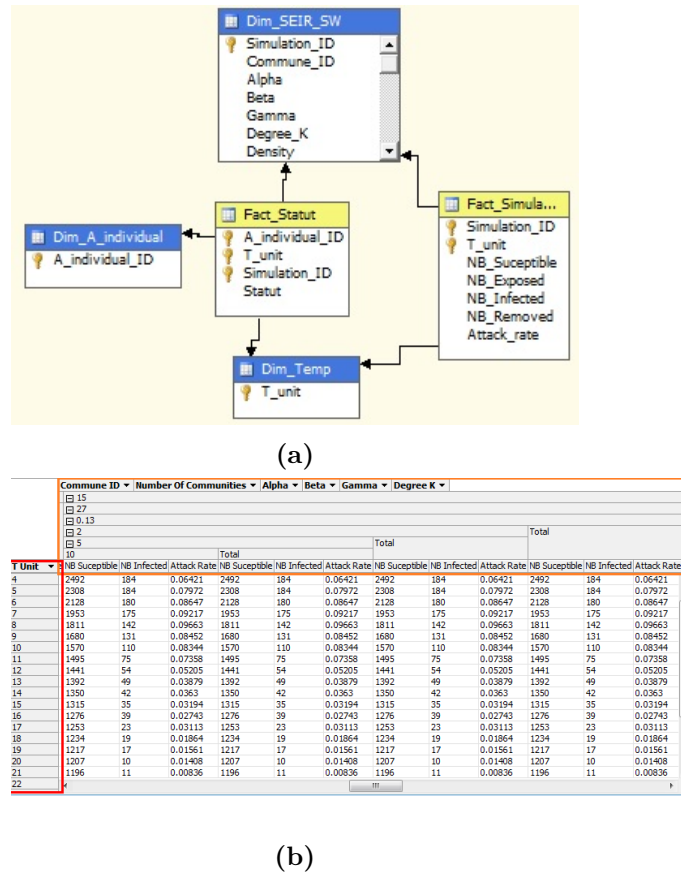 Dim_SEIR_SW
Simulation_ID
Commune_ID
Alpha
Beta
Gamma
Degree_K
Density
Dim_A_individual
A_individual_ID
Fact_Statut
A_individual_ID
T_unit
Simulation_ID
Statut
Fact_Simula...
Simulation_ID
T_unit
NB_Suceptible
NB_Exposed
NB_Infected
NB_Removed
Attack_rate
Dim_Temp
T_unit
(a)
Commune ID Number Of Communities Alpha Beta Gamma Degree K
15
27
0.13
2 Total
5 Total
10 Total
T Unit NB Suceptible NB Infected Attack Rate NB Suceptible NB Infected Attack Rate NB Suceptible NB Infected Attack Rate NB Suceptible NB Infected Attack Rate
4 2492 184 0.06421 2492 184 0.06421 2492 184 0.06421 2492 184 0.06421
5 2308 184 0.07972 2308 184 0.07972 2308 184 0.07972 2308 184 0.07972
6 2128 180 0.08647 2128 180 0.08647 2128 180 0.08647 2128 180 0.08647
7 1953 175 0.09217 1953 175 0.09217 1953 175 0.09217 1953 175 0.09217
8 1811 142 0.09663 1811 142 0.09663 1811 142 0.09663 1811 142 0.09663
9 1680 131 0.08452 1680 131 0.08452 1680 131 0.08452 1680 131 0.08452
10 1570 110 0.08344 1570 110 0.08344 1570 110 0.08344 1570 110 0.08344
11 1495 75 0.07358 1495 75 0.07358 1495 75 0.07358 1495 75 0.07358
12 1441 54 0.05205 1441 54 0.05205 1441 54 0.05205 1441 54 0.05205
13 1392 49 0.03879 1392 49 0.03879 1392 49 0.03879 1392 49 0.03879
14 1350 42 0.0363 1350 42 0.0363 1350 42 0.0363 1350 42 0.0363
15 1315 35 0.03194 1315 35 0.03194 1315 35 0.03194 1315 35 0.03194
16 1276 39 0.02743 1276 39 0.02743 1276 39 0.02743 1276 39 0.02743
17 1253 23 0.03113 1253 23 0.03113 1253 23 0.03113 1253 23 0.03113
18 1234 19 0.01864 1234 19 0.01864 1234 19 0.01864 1234 19 0.01864
19 1217 17 0.01561 1217 17 0.01561 1217 17 0.01561 1217 17 0.01561
20 1207 10 0.01408 1207 10 0.01408 1207 10 0.01408 1207 10 0.01408
21 1196 11 0.00836 1196 11 0.00836 1196 11 0.00836 1196 11 0.00836
22
(b)